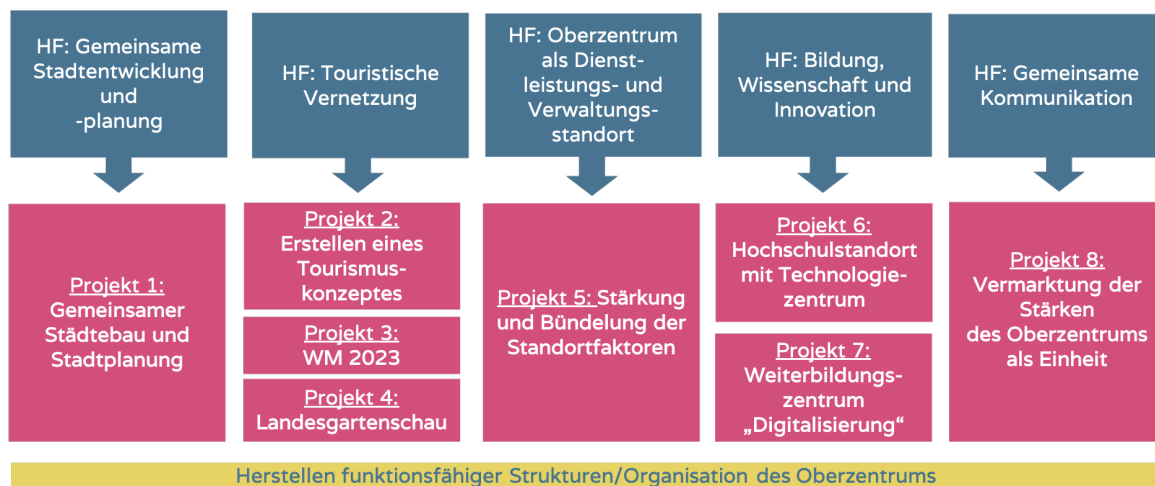 HF: Gemeinsame
Stadtentwicklung
und
-planung
HF: Touristische
Vernetzung
HF: Oberzentrum
als Dienst-
leistungs- und
Verwaltungs-
standort
HF: Bildung,
Wissenschaft und
Innovation
HF: Gemeinsame
Kommunikation
Projekt 1:
Gemeinsamer
Städtebau und
Stadtplanung
Projekt 2:
Erstellen eines
Tourismus-
konzeptes
Projekt 3:
WM 2023
Projekt 4:
Landesgartenschau
Projekt 5: Stärkung
und Bündelung der
Standortfaktoren
Projekt 6:
Hochschulstandort
mit Technologie-
zentrum
Projekt 7:
Weiterbildungs-
zentrum
„Digitalisierung“
Projekt 8:
Vermarktung der
Stärken
des Oberzentrums
als Einheit
Herstellen funktionsfähiger Strukturen/Organisation des Oberzentrums